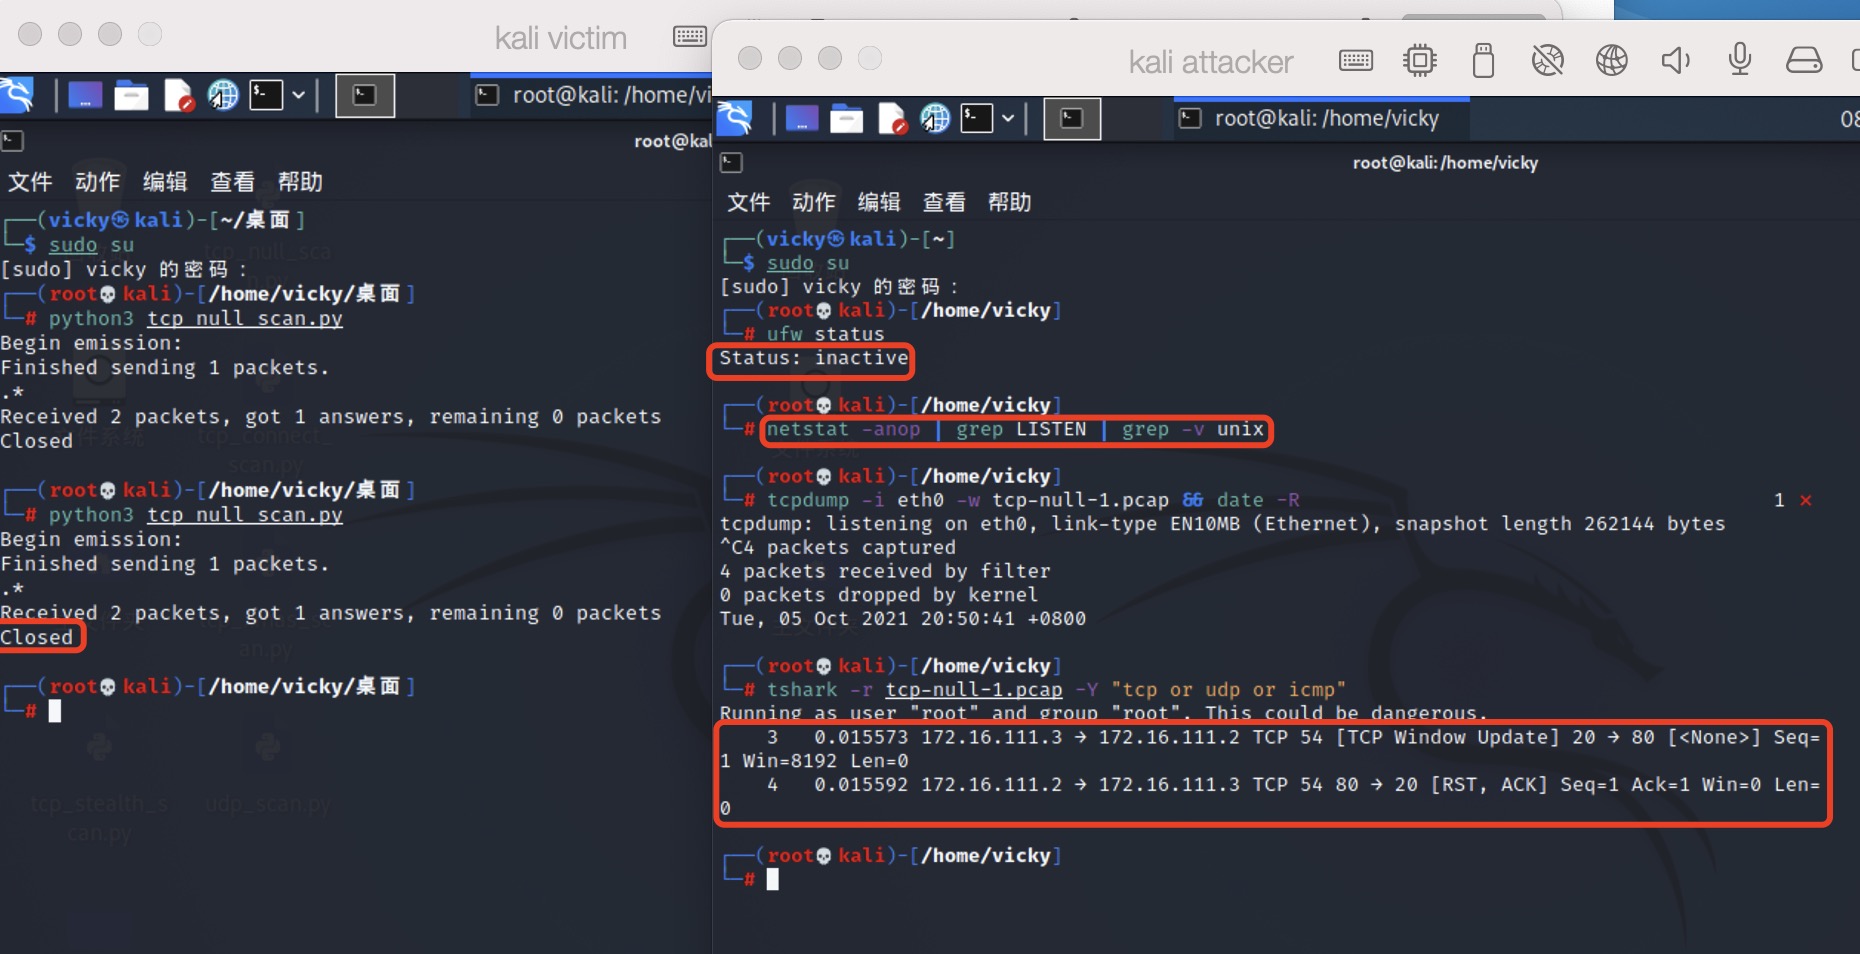 kali victim
root@kali: /home/vi
root@kal
文件 动作 编辑 查看 帮助
┌──(vicky㉿kali)-[~/桌面]
└─$ sudo su
[sudo] vicky 的密码：
┌──(root💀kali)-[/home/vicky/桌面]
└─# python3 tcp_null_scan.py
Begin emission:
Finished sending 1 packets.
.*
Received 2 packets, got 1 answers, remaining 0 packets
Closed
┌──(root💀kali)-[/home/vicky/桌面]
└─# python3 tcp_null_scan.py
Begin emission:
Finished sending 1 packets.
.*
Received 2 packets, got 1 answers, remaining 0 packets
Closed
┌──(root💀kali)-[/home/vicky/桌面]
└─#
tcp_stealth_s
can.py
udp_scan.py
kali attacker
root@kali: /home/vicky
08
root@kali: /home/vicky
文件 动作 编辑 查看 帮助
┌──(vicky㉿kali)-[~]
└─$ sudo su
[sudo] vicky 的密码：
┌──(root💀kali)-[/home/vicky]
└─# ufw status
Status: inactive
┌──(root💀kali)-[/home/vicky]
└─# netstat -anop | grep LISTEN | grep -v unix
┌──(root💀kali)-[/home/vicky]
└─# tcpdump -i eth0 -w tcp-null-1.pcap && date -R 1 ⨯
tcpdump: listening on eth0, link-type EN10MB (Ethernet), snapshot length 262144 bytes
^C4 packets captured
4 packets received by filter
0 packets dropped by kernel
Tue, 05 Oct 2021 20:50:41 +0800
┌──(root💀kali)-[/home/vicky]
└─# tshark -r tcp-null-1.pcap -Y "tcp or udp or icmp"
Running as user "root" and group "root". This could be dangerous.
3 0.015573 172.16.111.3 → 172.16.111.2 TCP 54 [TCP Window Update] 20 → 80 [<None>] Seq=
1 Win=8192 Len=0
4 0.015592 172.16.111.2 → 172.16.111.3 TCP 54 80 → 20 [RST, ACK] Seq=1 Ack=1 Win=0 Len=
0
┌──(root💀kali)-[/home/vicky]
└─#